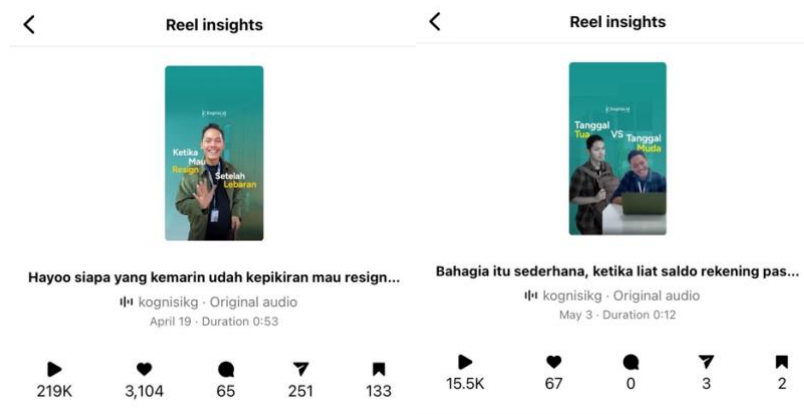 Reel insights
Kognisi
Ketika
Mau
Resign
Setelah
Lebaran
Hayoo siapa yang kemarin udah kepikiran mau resign...
kognisikg · Original audio
April 19 · Duration 0:53
219K 3,104 65 251 133
Reel insights
Kognisi
Tanggal
Tua VS Tanggal
Muda
Bahagia itu sederhana, ketika liat saldo rekening pas...
kognisikg · Original audio
May 3 · Duration 0:12
15.5K 67 0 3 2